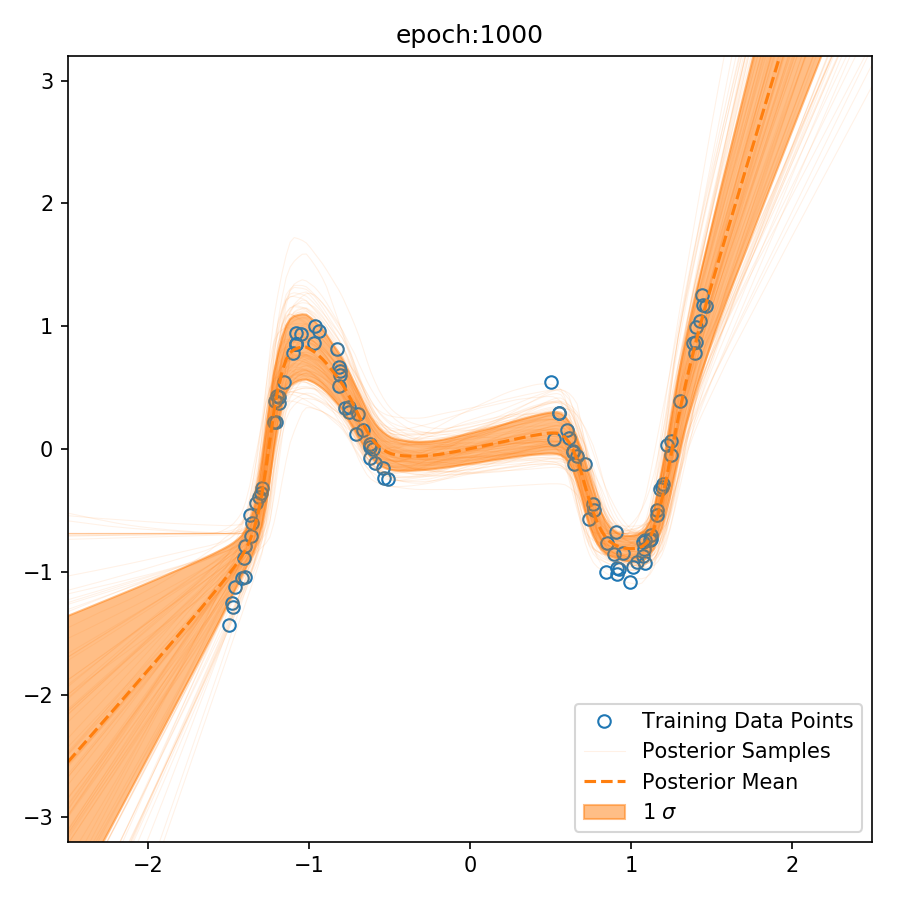 epoch:1000
3
2
1
0
−1
−2
−3
−2 −1 0 1 2
Training Data Points
Posterior Samples
Posterior Mean
1 σ